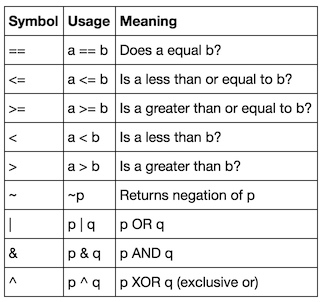 Symbol Usage Meaning
== a == b Does a equal b?
<= a <= b Is a less than or equal to b?
>= a >= b Is a greater than or equal to b?
< a < b Is a less than b?
> a > b Is a greater than b?
~ ~p Returns negation of p
| p | q p OR q
& p & q p AND q
^ p ^ q p XOR q (exclusive or)